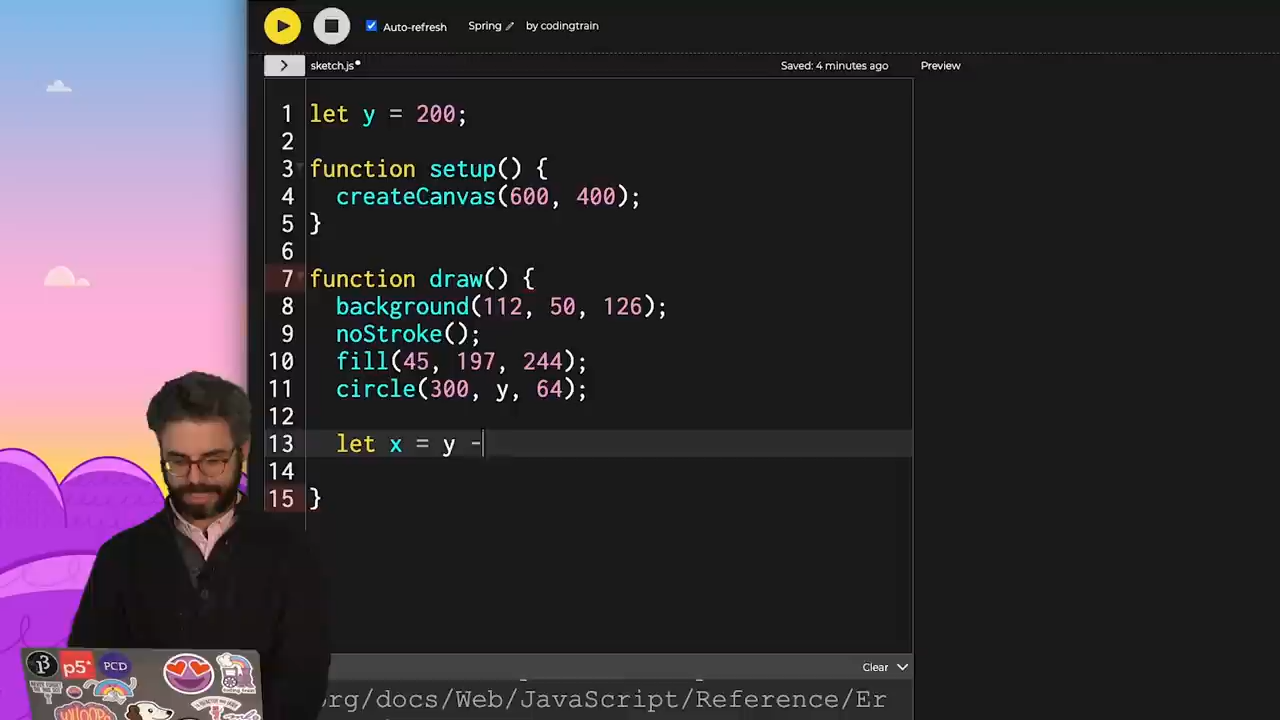 Auto-refresh Spring by codingtrain
> sketch.js• Saved: 4 minutes ago Preview
1 let y = 200;
2
3 function setup() {
4 createCanvas(600, 400);
5 }
6
7 function draw() {
8 background(112, 50, 126);
9 noStroke();
10 fill(45, 197, 244);
11 circle(300, y, 64);
12
13 let x = y -
14
15 }
Clear
org/docs/Web/JavaScript/Reference/Er
p5* PCD
WHOOPS